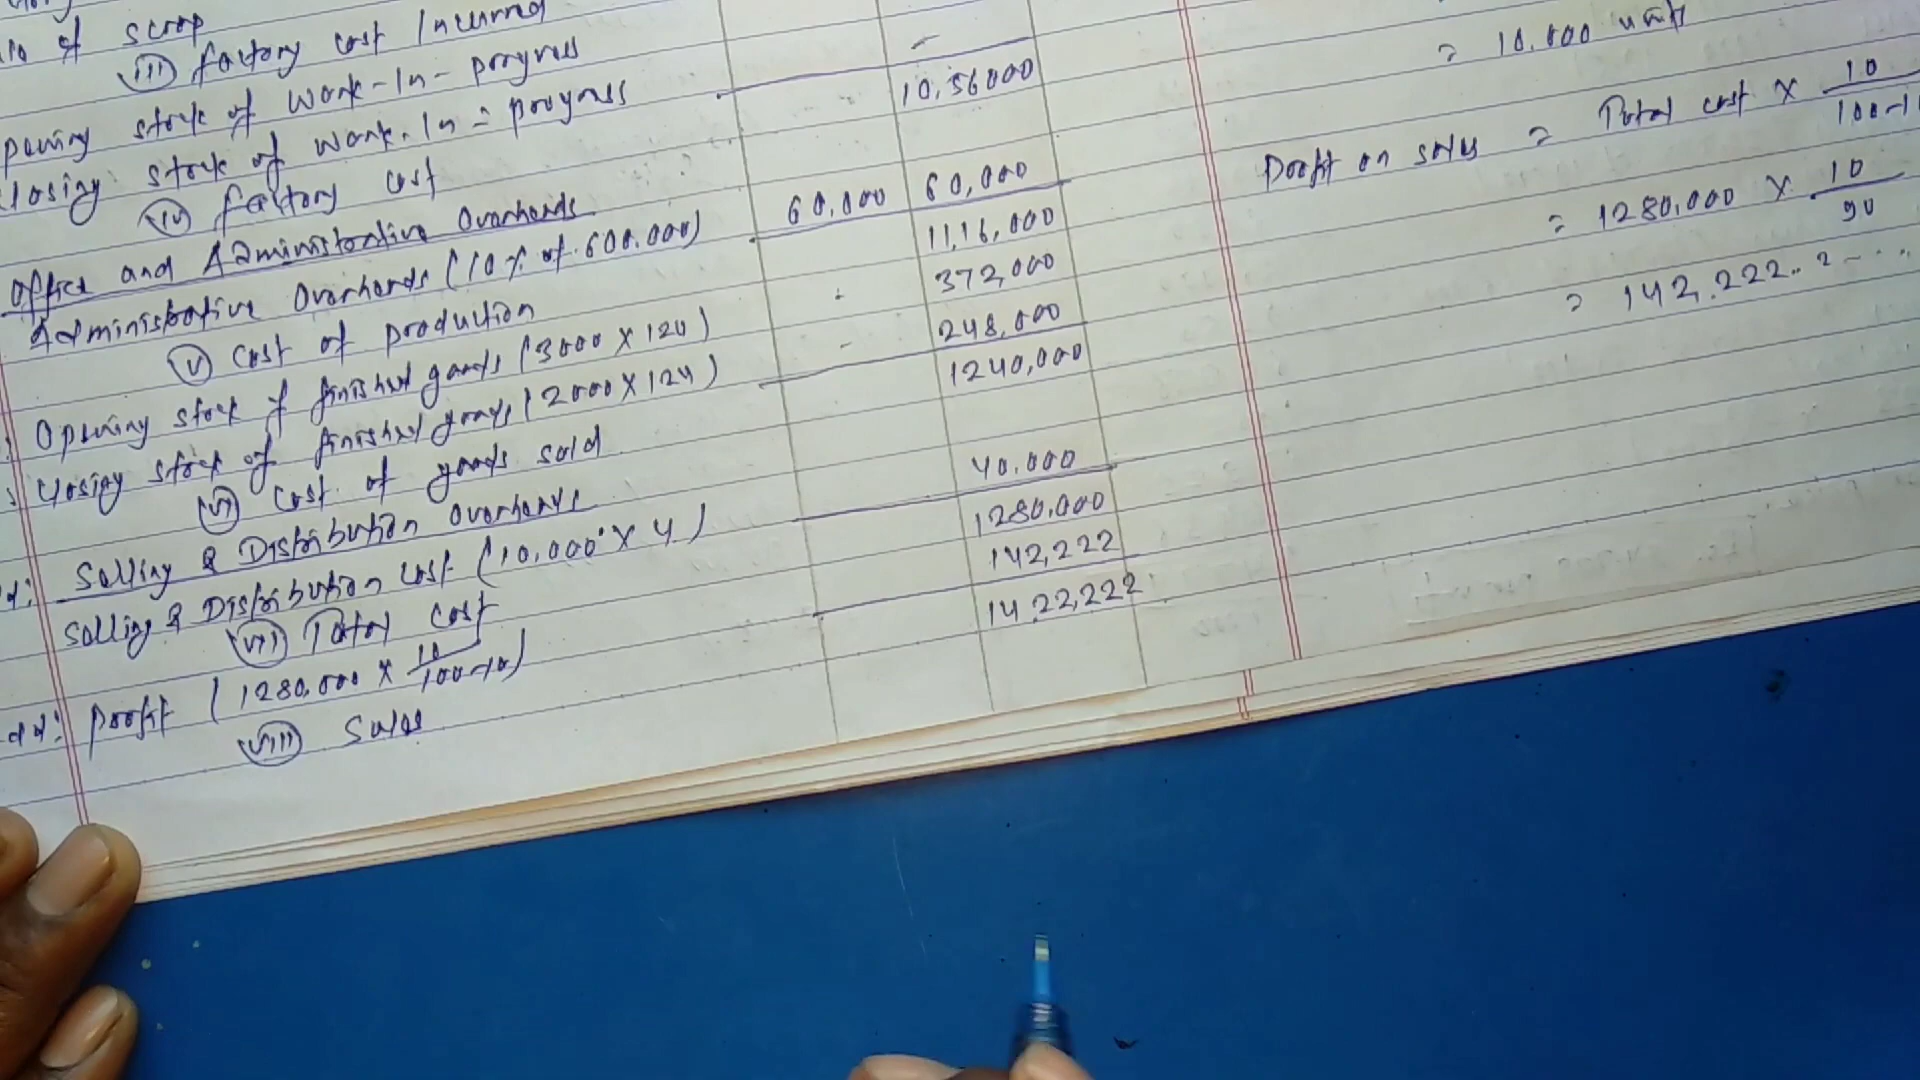 of scrap
(iii) factory cost Incurred 10,56000
opening stock of work-In-progress -
closing stock of work-In-progress -
(iv) factory cost 10,56000
Office and Administrative Overheads
Administrative Overheads (10% of 600.000) 60,000 60,000
(v) Cost of production 11,16,000
Opening stock of finished goods (3000 X 124) 372,000
closing stock of finished goods (2000 X 124) 248,000
(vi) Cost of goods sold 1240,000
Add: Selling & Distribution Overheads
Selling & Distribution cost (10,000 X 4) 40.000
(vii) Total cost 1280,000
Add: profit (1280,000 X 10/100-10) 142,222
(viii) Sales 14,22,222
= 10.000 units
Profit on sales = Total cost X 10/100-10
= 1280,000 X 10/90
= 142,222.2